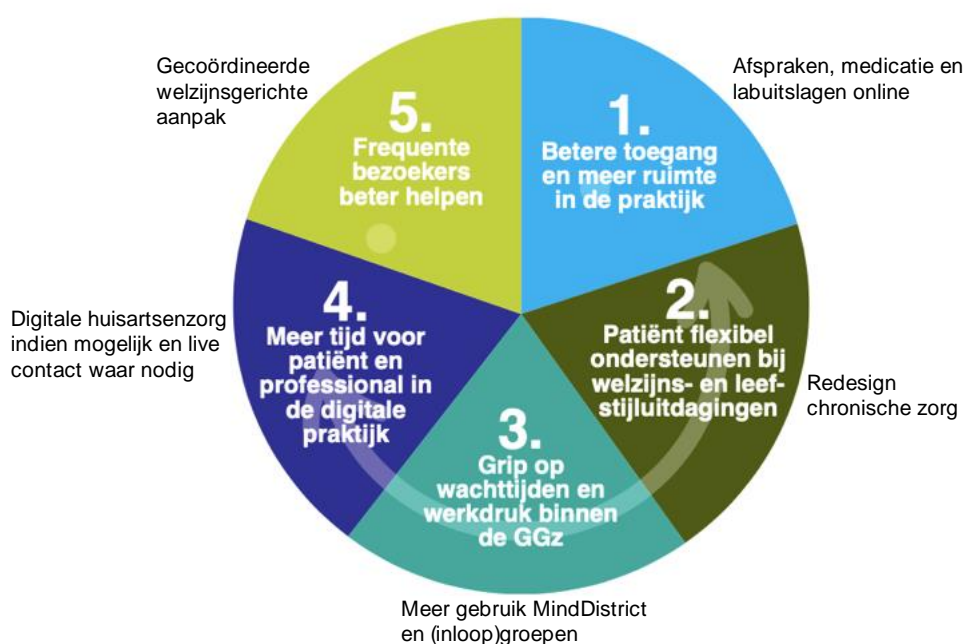 Gecoördineerde
welzijnsgerichte
aanpak
Afspraken, medicatie en
labuitslagen online
5.
Frequente
bezoekers
beter helpen
1.
Betere toegang
en meer ruimte
in de praktijk
Digitale huisartsenzorg
indien mogelijk en live
contact waar nodig
4.
Meer tijd voor
patiënt en
professional in
de digitale
praktijk
2.
Patiënt flexibel
ondersteunen bij
welzijns- en leef-
stijluitdagingen
Redesign
chronische zorg
3.
Grip op
wachttijden en
werkdruk binnen
de GGz
Meer gebruik MindDistrict
en (inloop)groepen